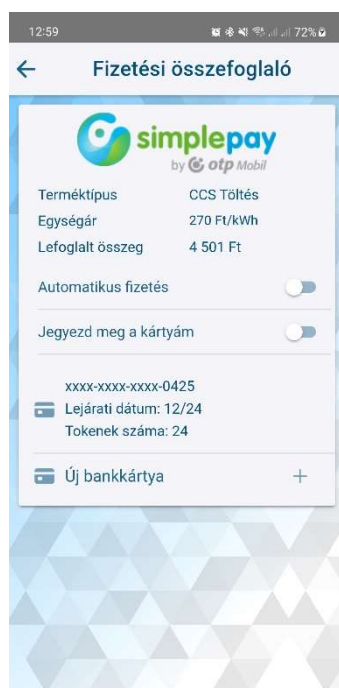 12:59 72%
Fizetési összefoglaló
simplepay
by otp Mobil
Terméktípus CCS Töltés
Egységár 270 Ft/kWh
Lefoglalt összeg 4 501 Ft
Automatikus fizetés
Jegyezd meg a kártyám
xxxx-xxxx-xxxx-0425
Lejárati dátum: 12/24
Tokenek száma: 24
Új bankkártya +